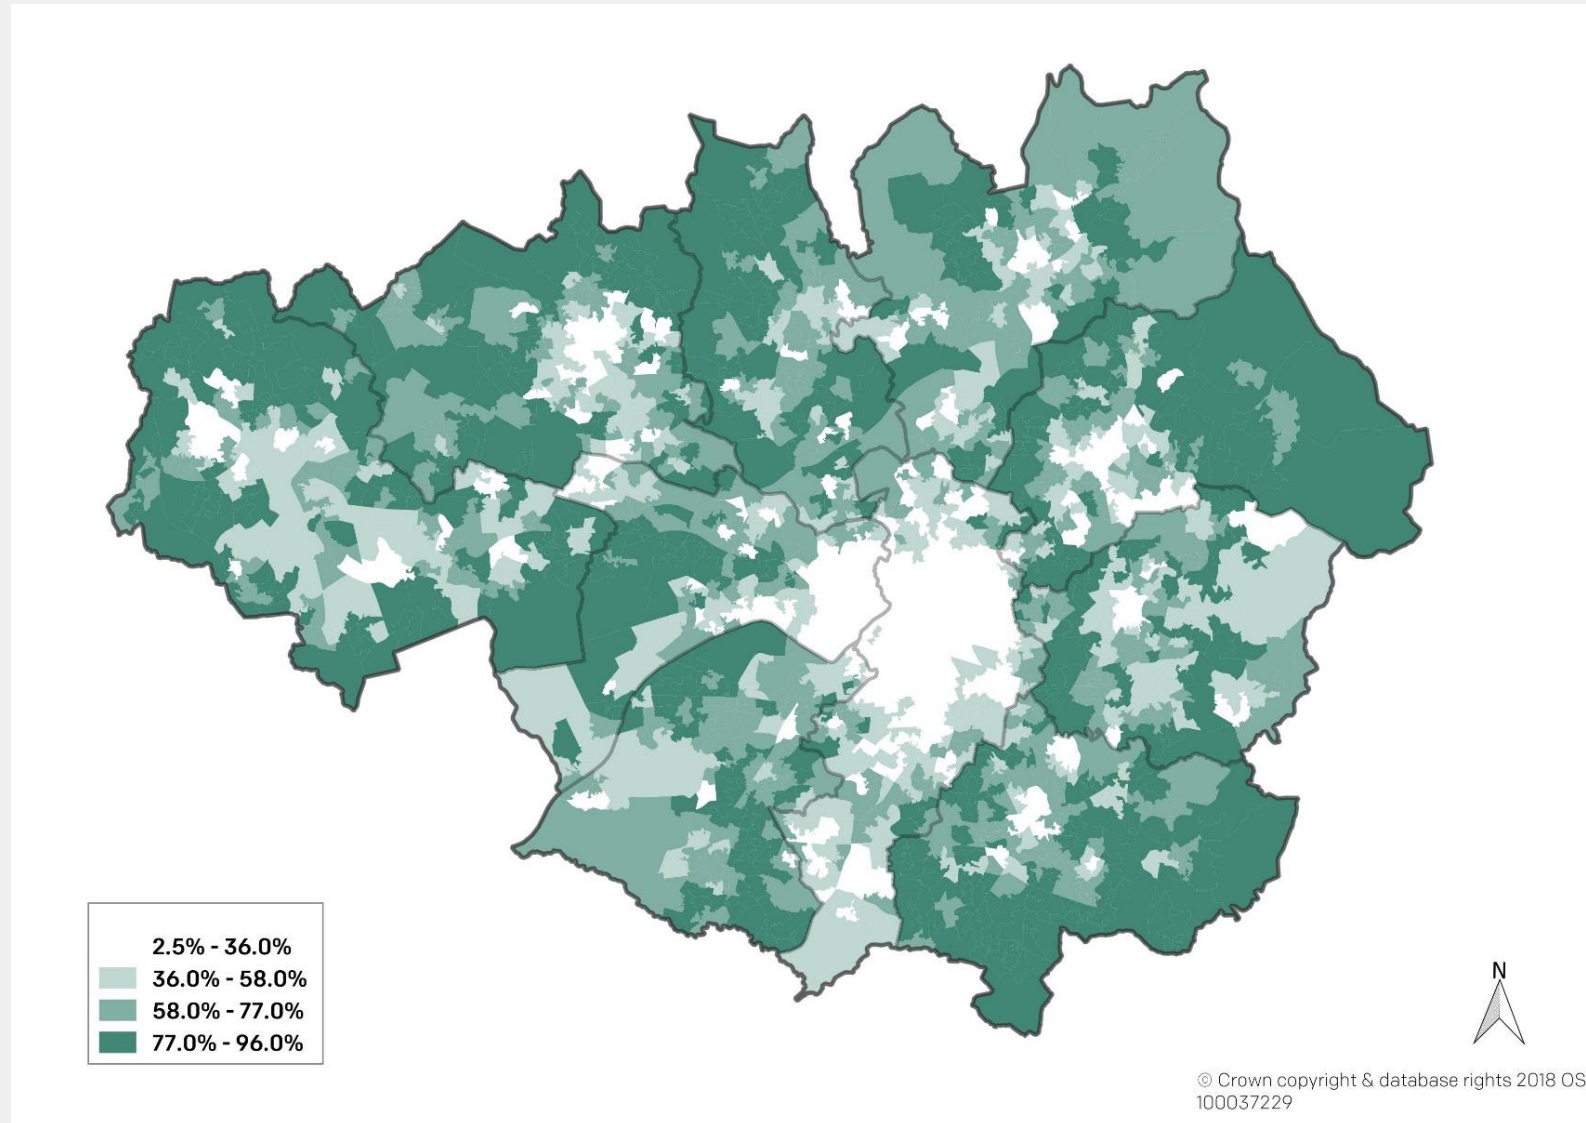 2.5% - 36.0%
36.0% - 58.0%
58.0% - 77.0%
77.0% - 96.0%
N
© Crown copyright & database rights 2018 OS
100037229